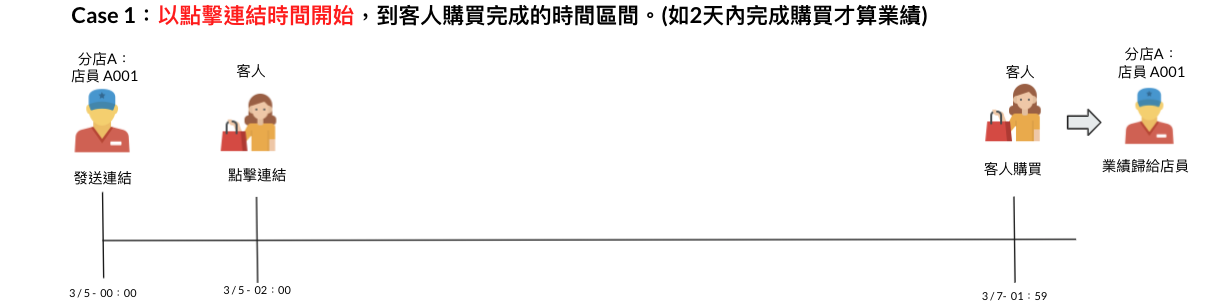 Case 1：以點擊連結時間開始，到客人購買完成的時間區間。(如2天內完成購買才算業績)
分店A：
店員 A001
發送連結
3 / 5 - 00：00
客人
點擊連結
3 / 5 - 02：00
客人
客人購買
3 / 7- 01：59
分店A：
店員 A001
業績歸給店員